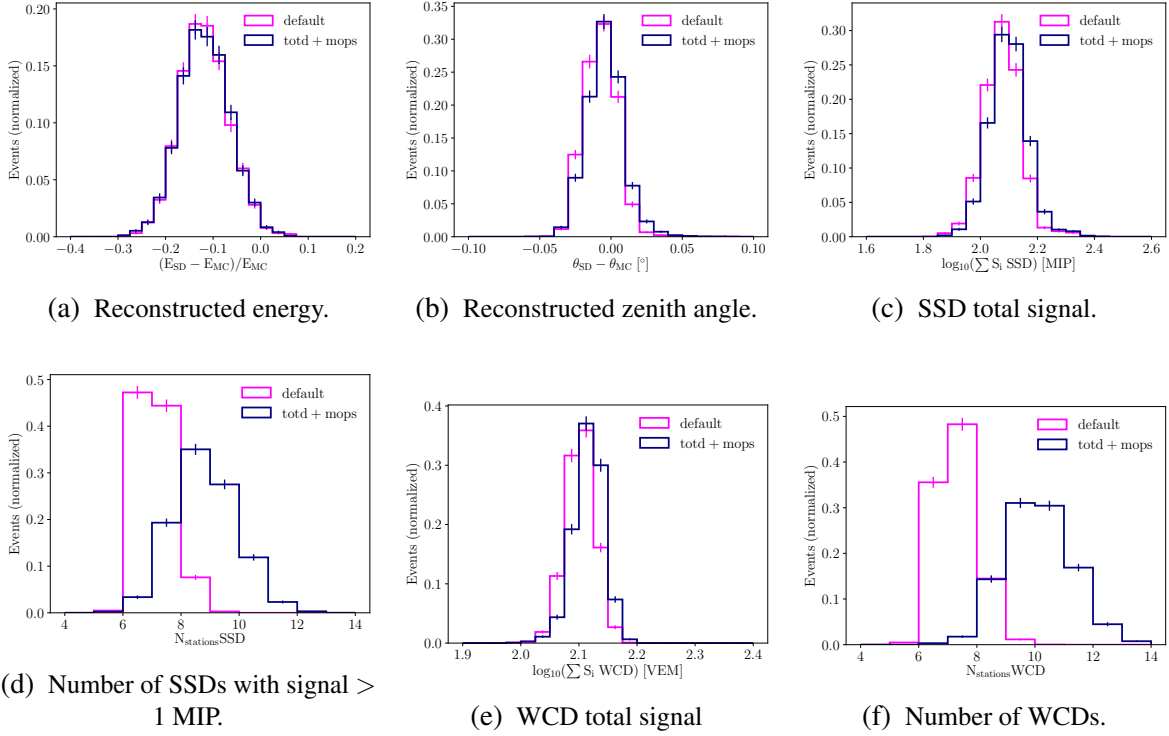 0.20
0.15
0.10
0.05
0.00
Events (normalized)
default
totd + mops
−0.4 −0.3 −0.2 −0.1 0.0 0.1 0.2
(E_SD − E_MC)/E_MC
(a) Reconstructed energy.
0.35
0.30
0.25
0.20
0.15
0.10
0.05
0.00
Events (normalized)
default
totd + mops
−0.10 −0.05 0.00 0.05 0.10
θ_SD − θ_MC [°]
(b) Reconstructed zenith angle.
0.30
0.25
0.20
0.15
0.10
0.05
0.00
Events (normalized)
default
totd + mops
1.6 1.8 2.0 2.2 2.4 2.6
log₁₀(∑ S_i SSD) [MIP]
(c) SSD total signal.
0.5
0.4
0.3
0.2
0.1
0.0
Events (normalized)
default
totd + mops
4 6 8 10 12 14
N_stations SSD
(d) Number of SSDs with signal >
1 MIP.
0.4
0.3
0.2
0.1
0.0
Events (normalized)
default
totd + mops
1.9 2.0 2.1 2.2 2.3 2.4
log₁₀(∑ S_i WCD) [VEM]
(e) WCD total signal
0.5
0.4
0.3
0.2
0.1
0.0
Events (normalized)
default
totd + mops
4 6 8 10 12 14
N_stations WCD
(f) Number of WCDs.